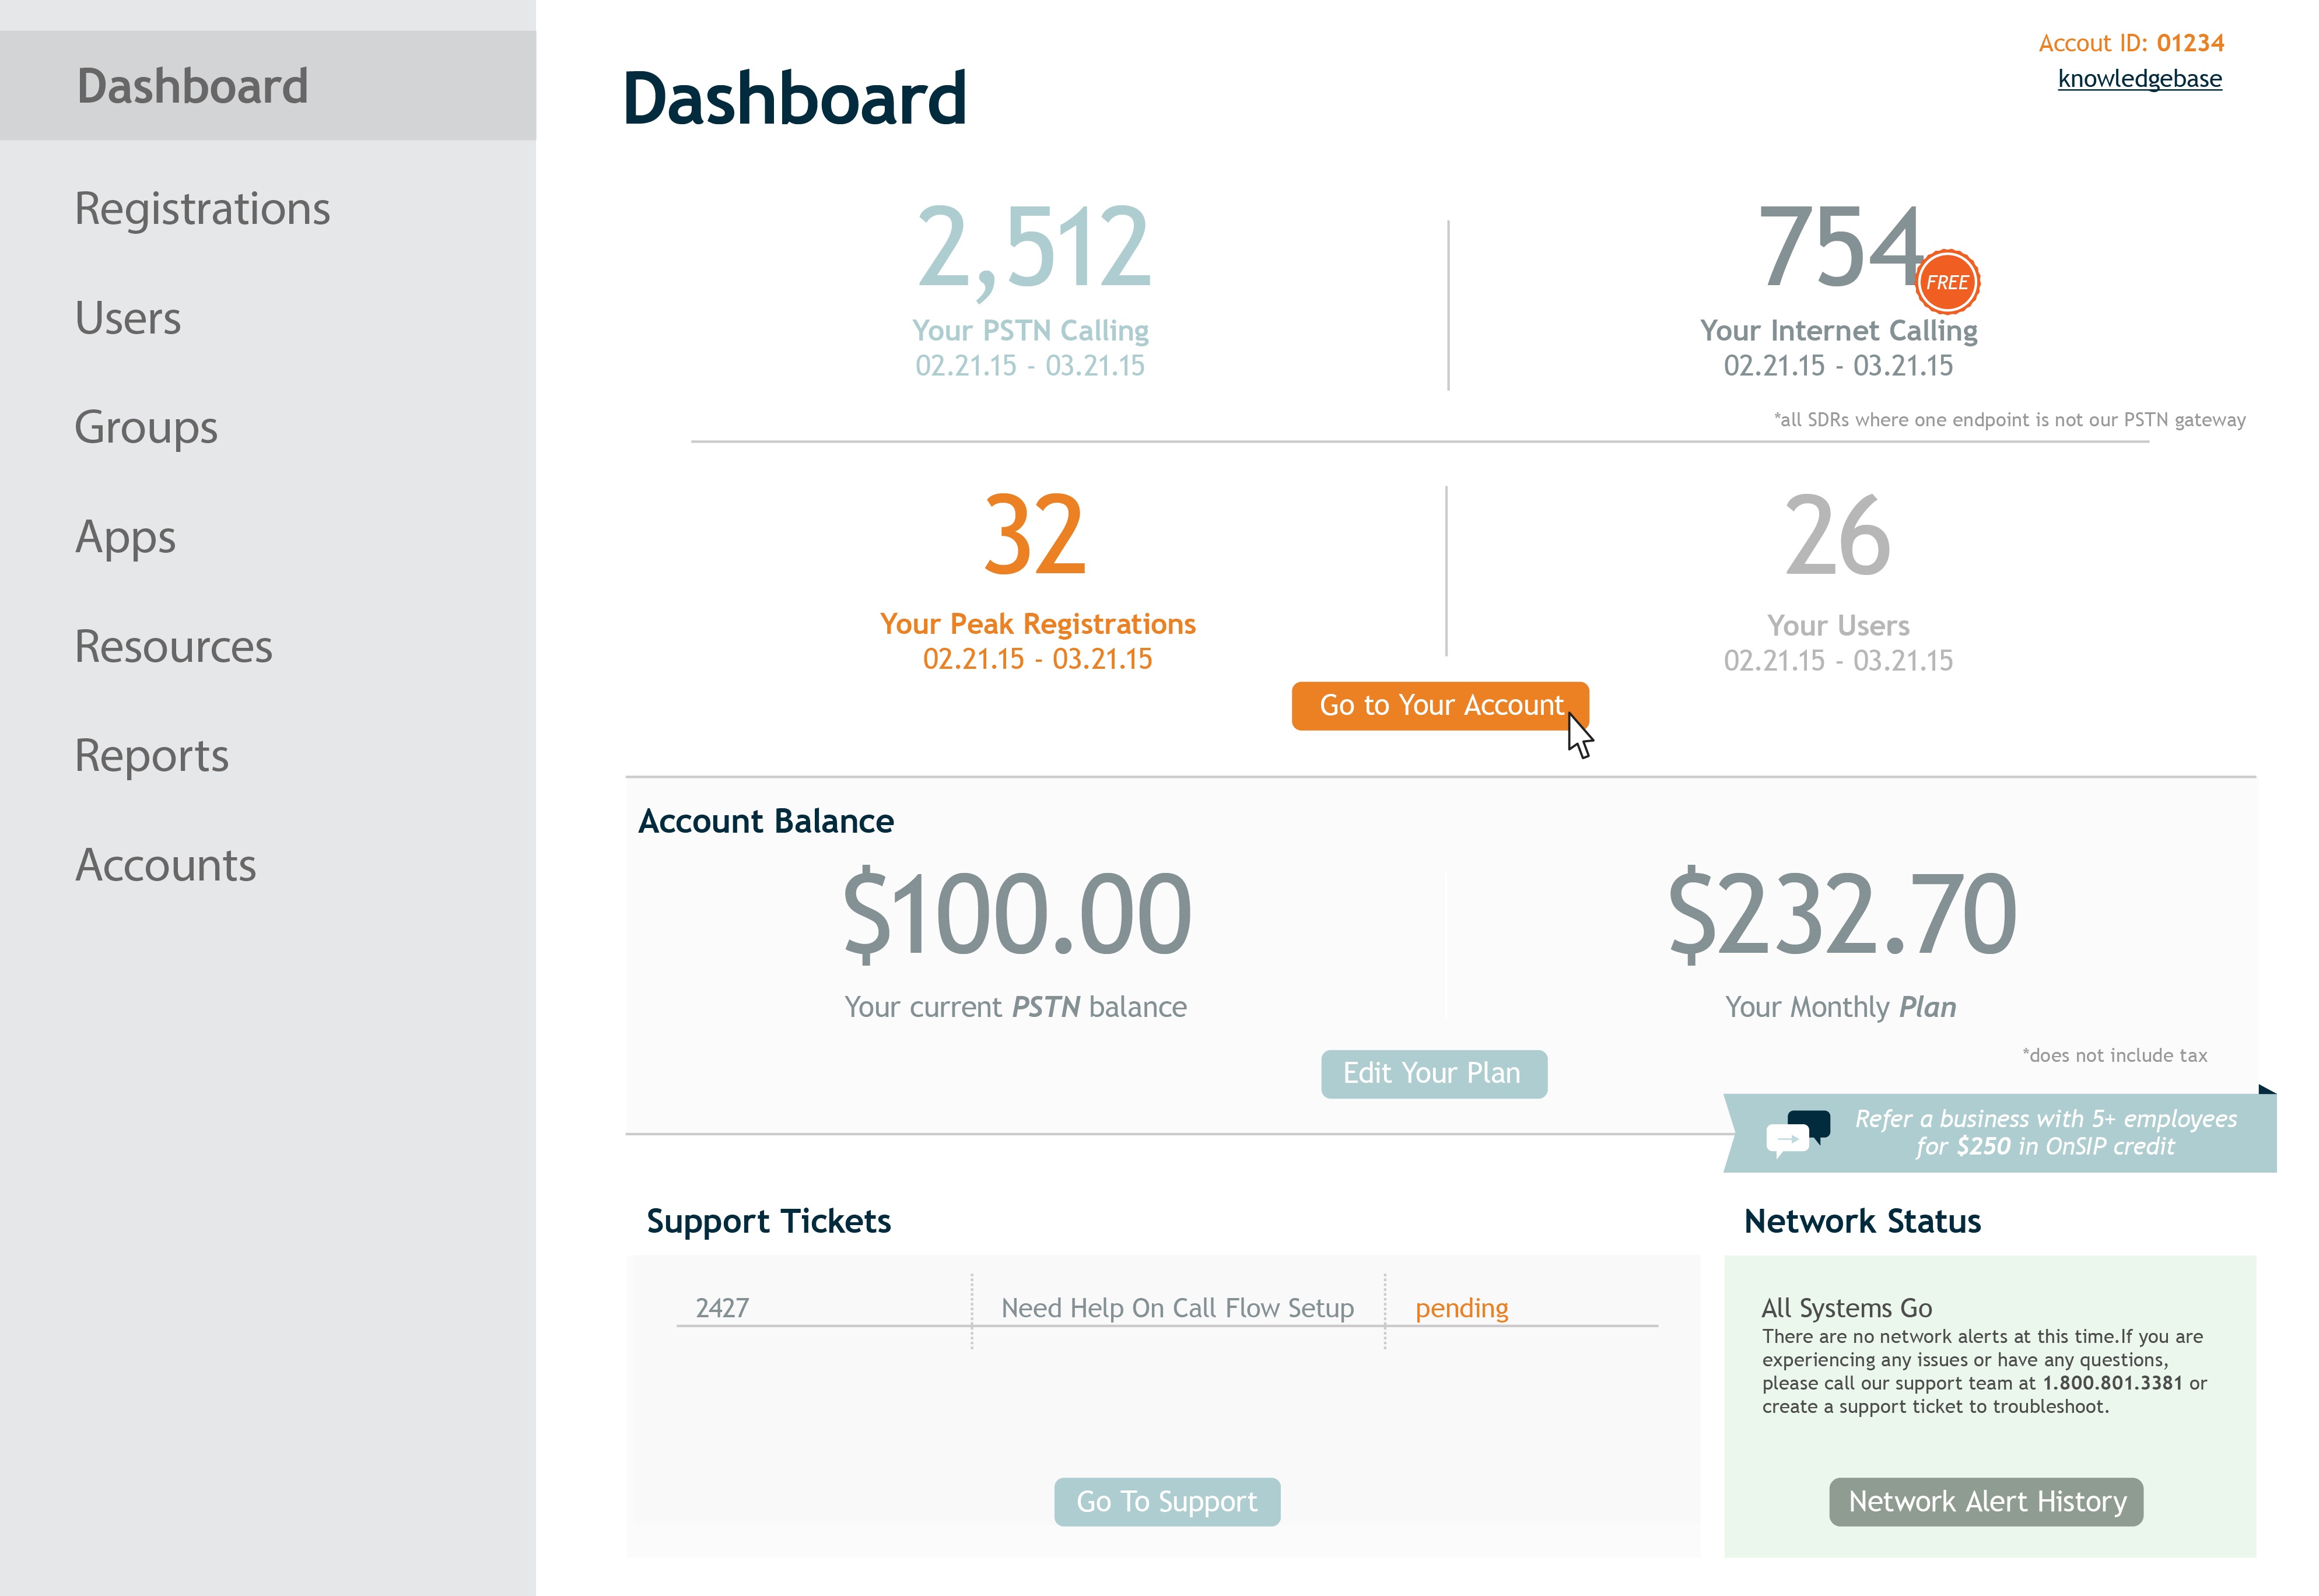 Dashboard
Registrations
Users
Groups
Apps
Resources
Reports
Accounts
Dashboard
Accout ID: 01234
knowledgebase
2,512
Your PSTN Calling
02.21.15 - 03.21.15
754
FREE
Your Internet Calling
02.21.15 - 03.21.15
*all SDRs where one endpoint is not our PSTN gateway
32
Your Peak Registrations
02.21.15 - 03.21.15
26
Your Users
02.21.15 - 03.21.15
Go to Your Account
Account Balance
$100.00
Your current PSTN balance
$232.70
Your Monthly Plan
*does not include tax
Edit Your Plan
Refer a business with 5+ employees
for $250 in OnSIP credit
Support Tickets
2427 Need Help On Call Flow Setup pending
Go To Support
Network Status
All Systems Go
There are no network alerts at this time.If you are
experiencing any issues or have any questions,
please call our support team at 1.800.801.3381 or
create a support ticket to troubleshoot.
Network Alert History